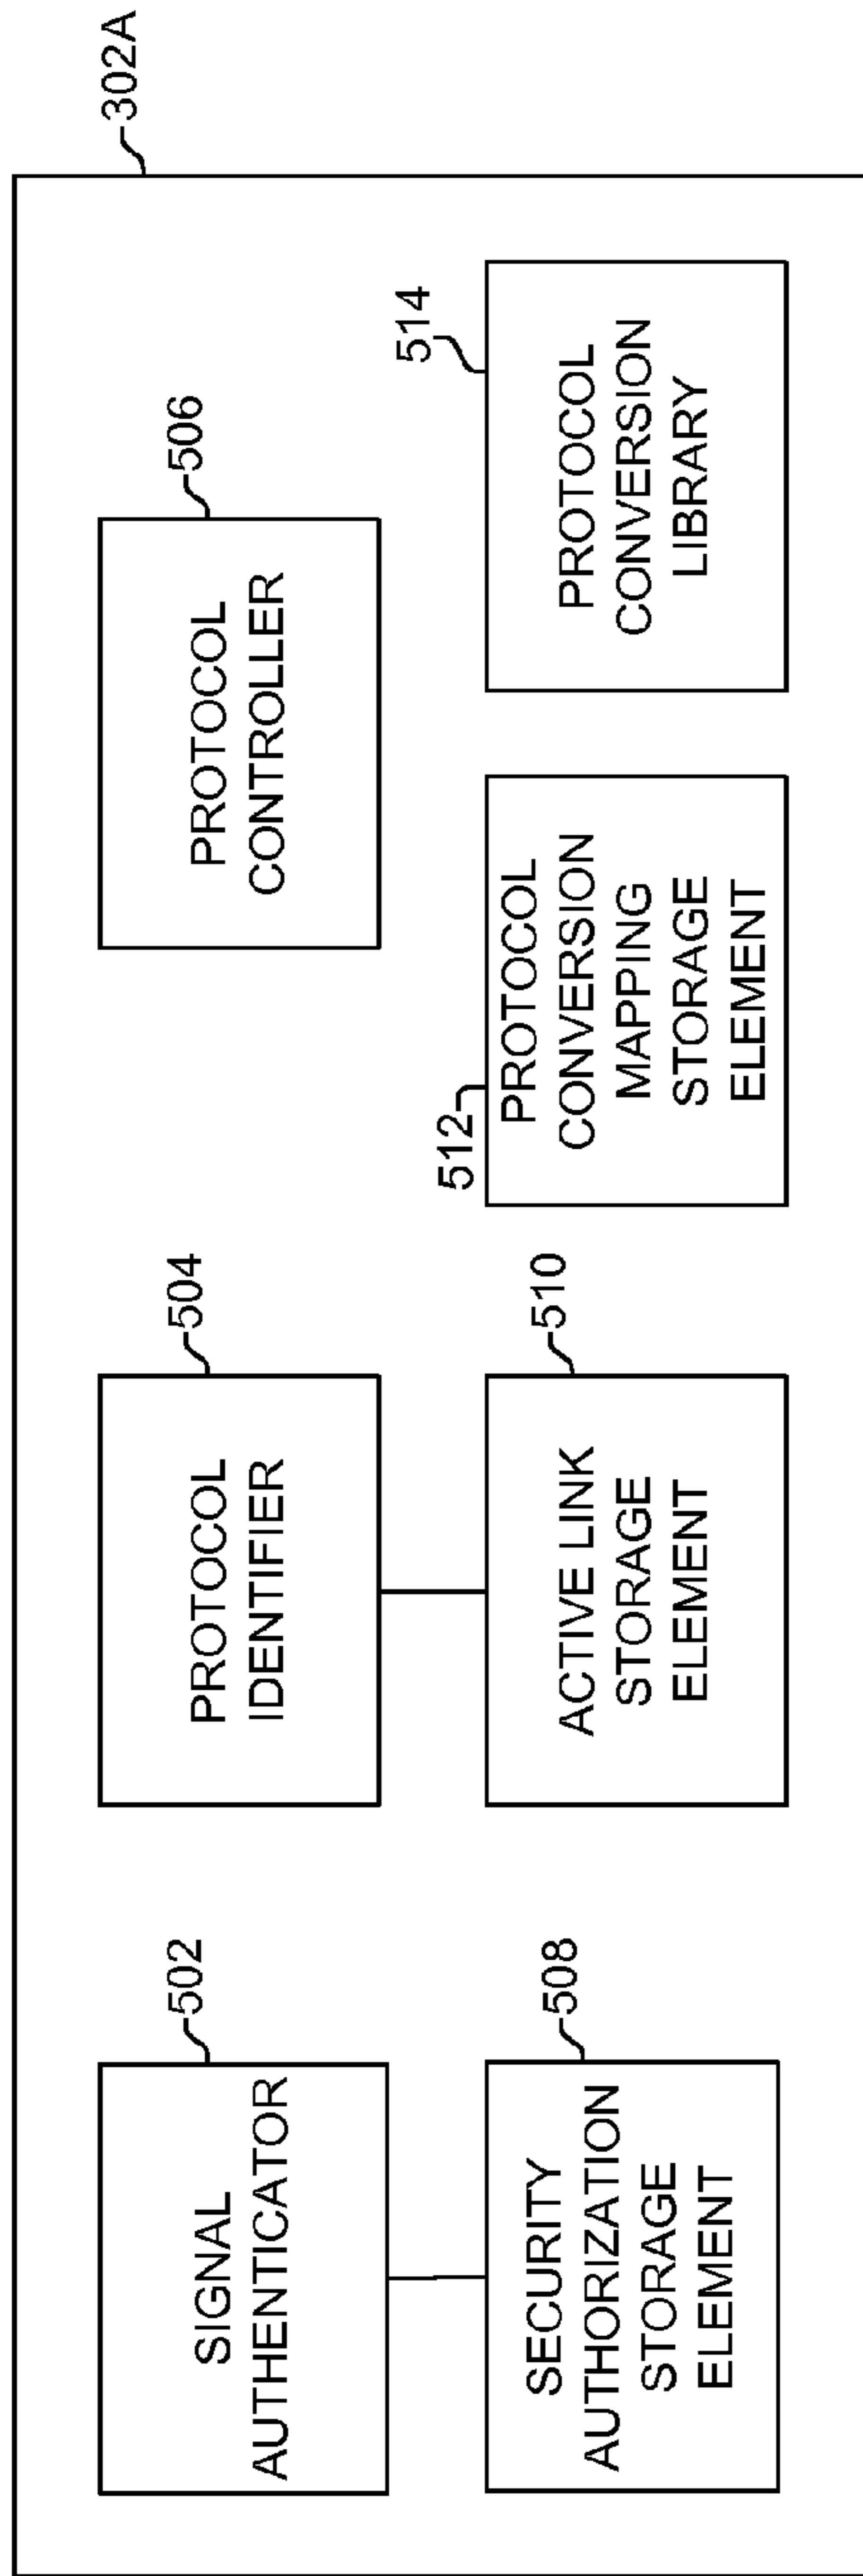 302A
502
SIGNAL
AUTHENTICATOR
504
PROTOCOL
IDENTIFIER
506
PROTOCOL
CONTROLLER
508
SECURITY
AUTHORIZATION
STORAGE
ELEMENT
510
ACTIVE LINK
STORAGE
ELEMENT
512
PROTOCOL
CONVERSION
MAPPING
STORAGE
ELEMENT
514
PROTOCOL
CONVERSION
LIBRARY